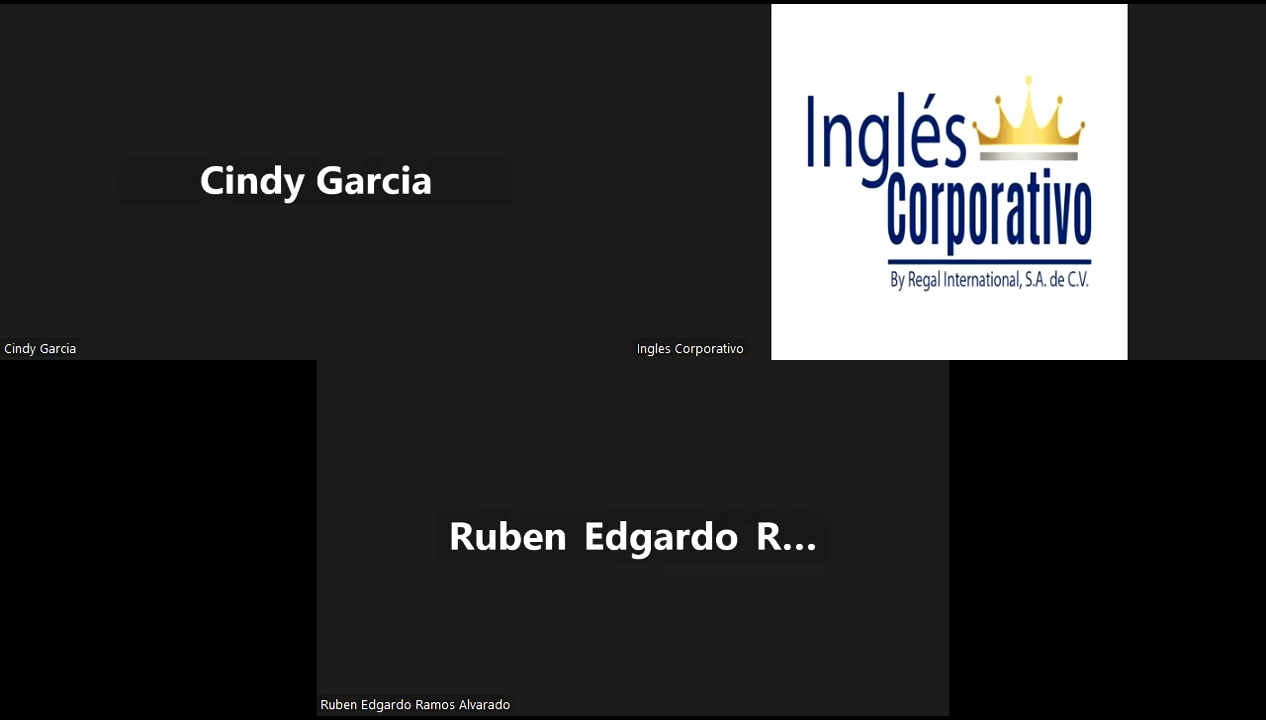 Cindy Garcia
Cindy Garcia
Inglés
Corporativo
By Regal International, S.A. de C.V.
Ingles Corporativo
Ruben Edgardo R...
Ruben Edgardo Ramos Alvarado